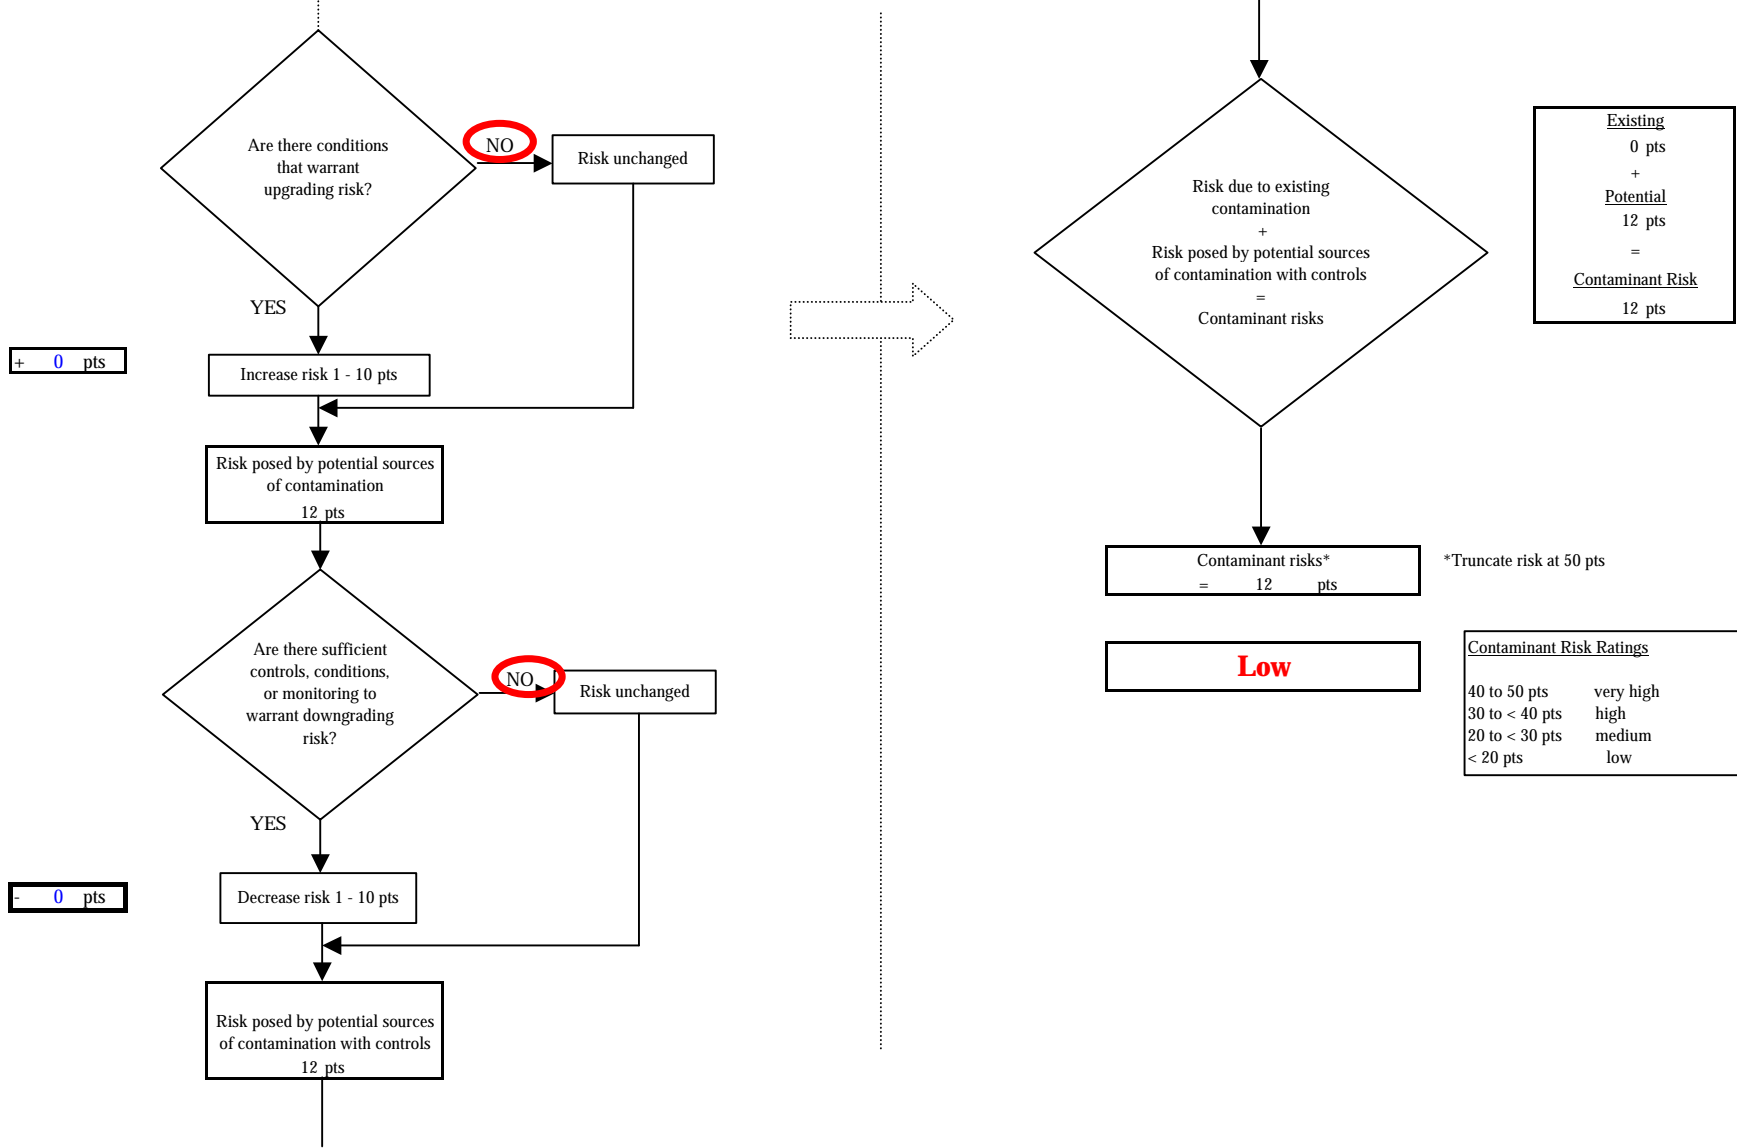 Are there conditions
that warrant
upgrading risk?
NO
Risk unchanged
YES
+ 0 pts
Increase risk 1 - 10 pts
Risk posed by potential sources
of contamination
12 pts
Are there sufficient
controls, conditions,
or monitoring to
warrant downgrading
risk?
NO
Risk unchanged
YES
- 0 pts
Decrease risk 1 - 10 pts
Risk posed by potential sources
of contamination with controls
12 pts
Risk due to existing
contamination
+
Risk posed by potential sources
of contamination with controls
=
Contaminant risks
Existing
0 pts
+
Potential
12 pts
=
Contaminant Risk
12 pts
Contaminant risks*
= 12 pts
*Truncate risk at 50 pts
Low
Contaminant Risk Ratings
40 to 50 pts very high
30 to < 40 pts high
20 to < 30 pts medium
< 20 pts low